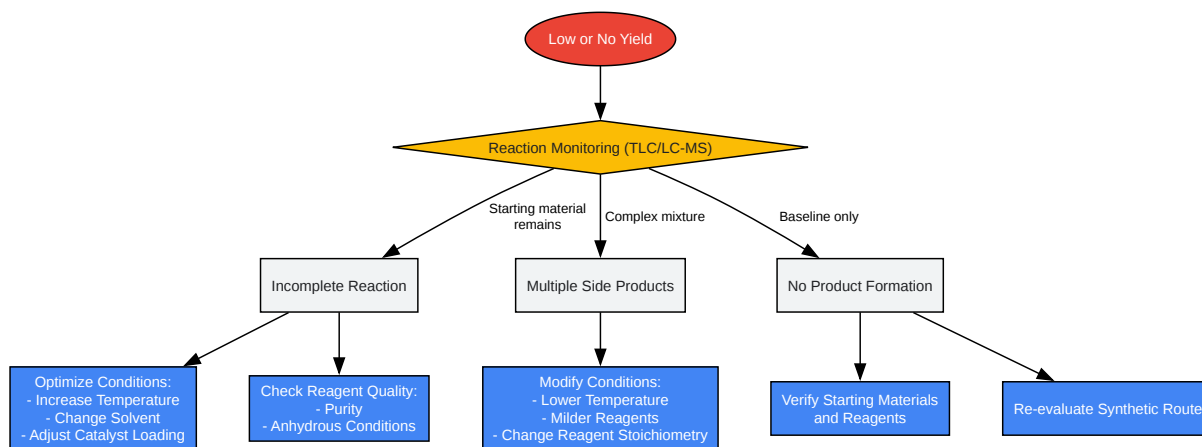 Low or No Yield
Reaction Monitoring (TLC/LC-MS)
Starting material
remains
Complex mixture
Baseline only
Incomplete Reaction
Multiple Side Products
No Product Formation
Optimize Conditions:
- Increase Temperature
- Change Solvent
- Adjust Catalyst Loading
Check Reagent Quality:
- Purity
- Anhydrous Conditions
Modify Conditions:
- Lower Temperature
- Milder Reagents
- Change Reagent Stoichiometry
Verify Starting Materials
and Reagents
Re-evaluate Synthetic Route